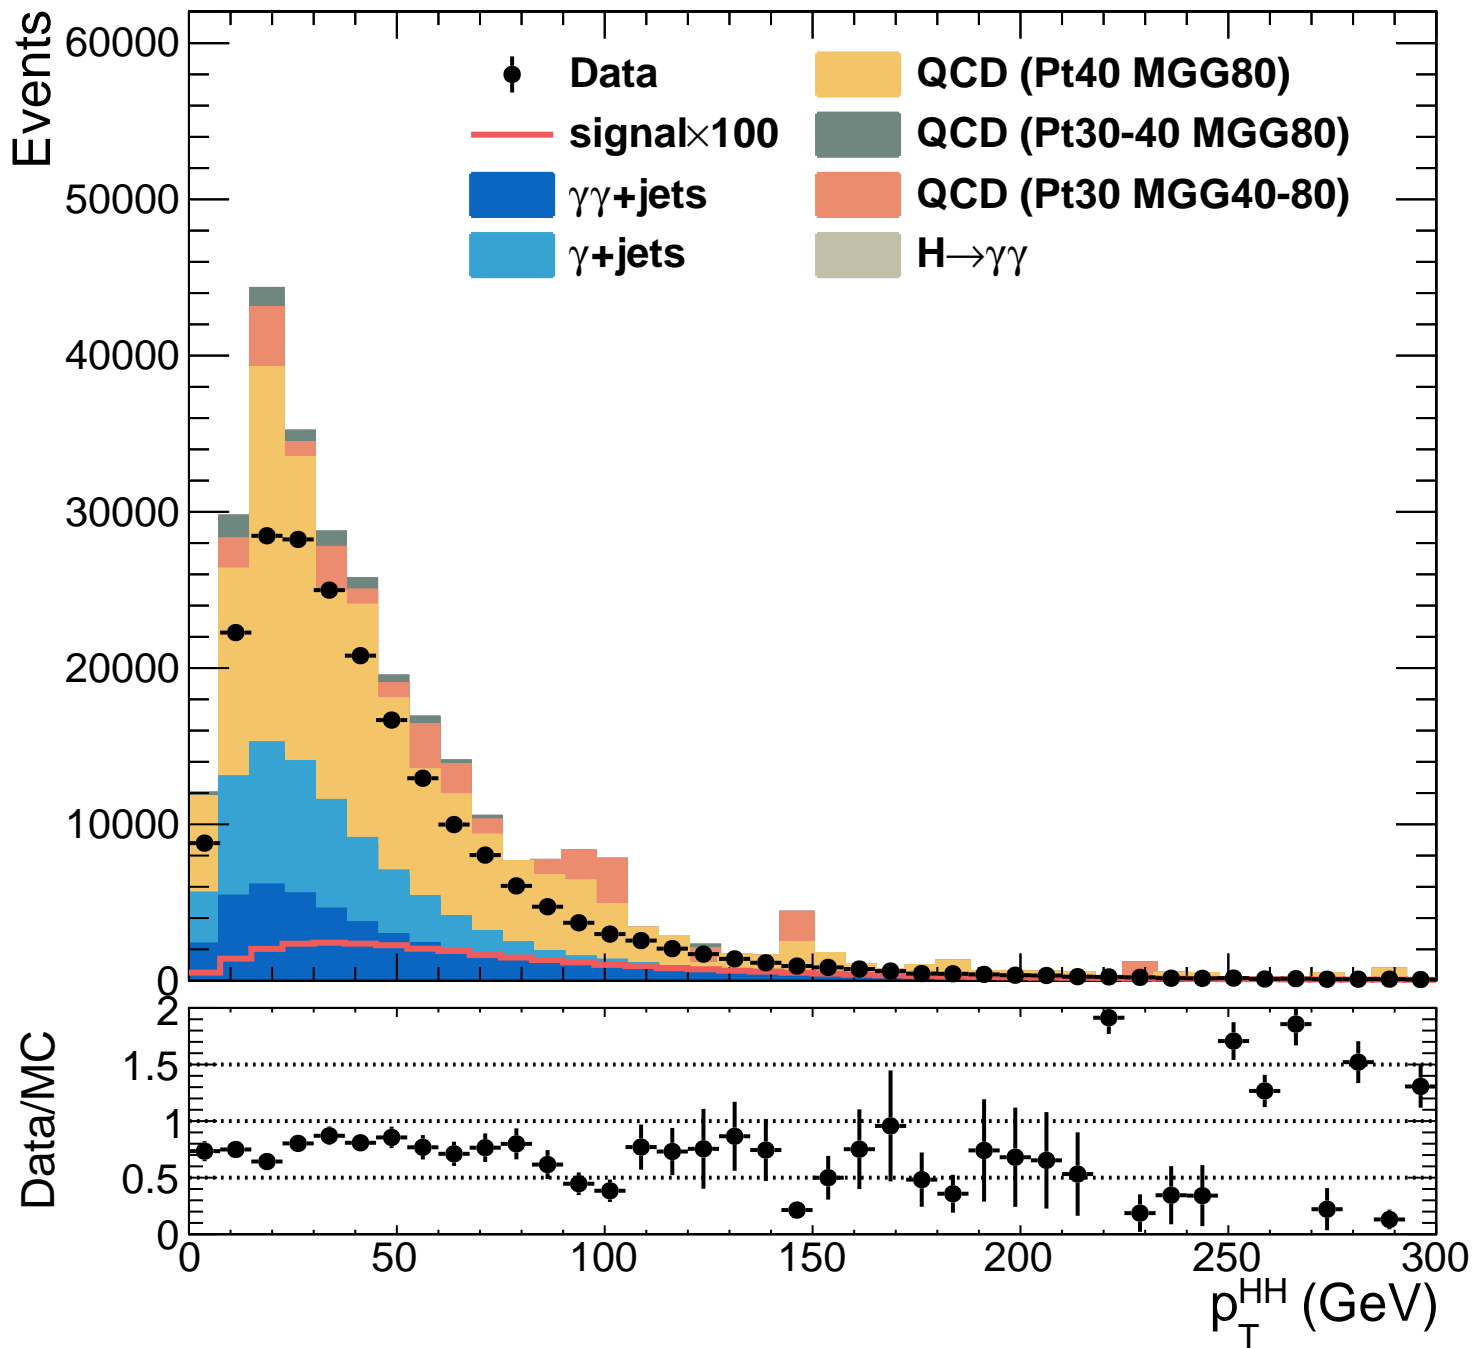 Events
60000
50000
40000
30000
20000
10000
0
Data
signal×100
γγ+jets
γ+jets
QCD (Pt40 MGG80)
QCD (Pt30-40 MGG80)
QCD (Pt30 MGG40-80)
H→γγ
Data/MC
2
1.5
1
0.5
0
0 50 100 150 200 250 300
p_T^HH (GeV)